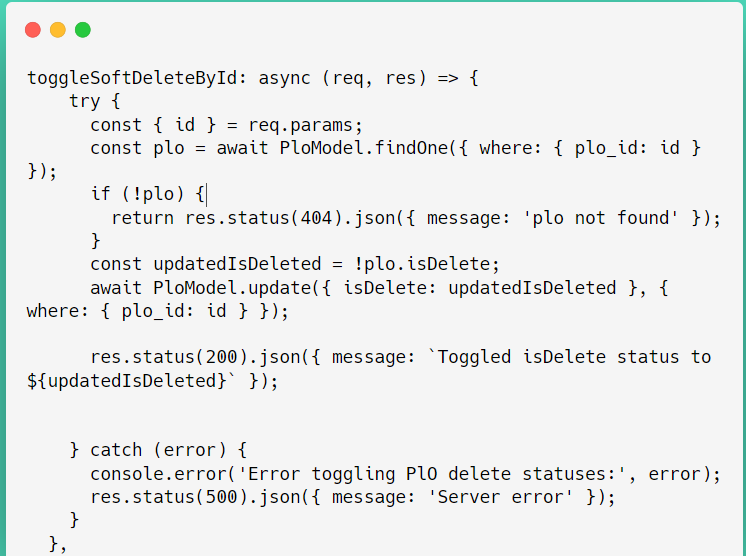 toggleSoftDeleteById: async (req, res) => {
    try {
      const { id } = req.params;
      const plo = await PloModel.findOne({ where: { plo_id: id }
});
      if (!plo) {
        return res.status(404).json({ message: 'plo not found' });
      }
      const updatedIsDeleted = !plo.isDelete;
      await PloModel.update({ isDelete: updatedIsDeleted }, {
where: { plo_id: id } });

      res.status(200).json({ message: `Toggled isDelete status to
${updatedIsDeleted}` });


    } catch (error) {
      console.error('Error toggling PlO delete statuses:', error);
      res.status(500).json({ message: 'Server error' });
    }
  },